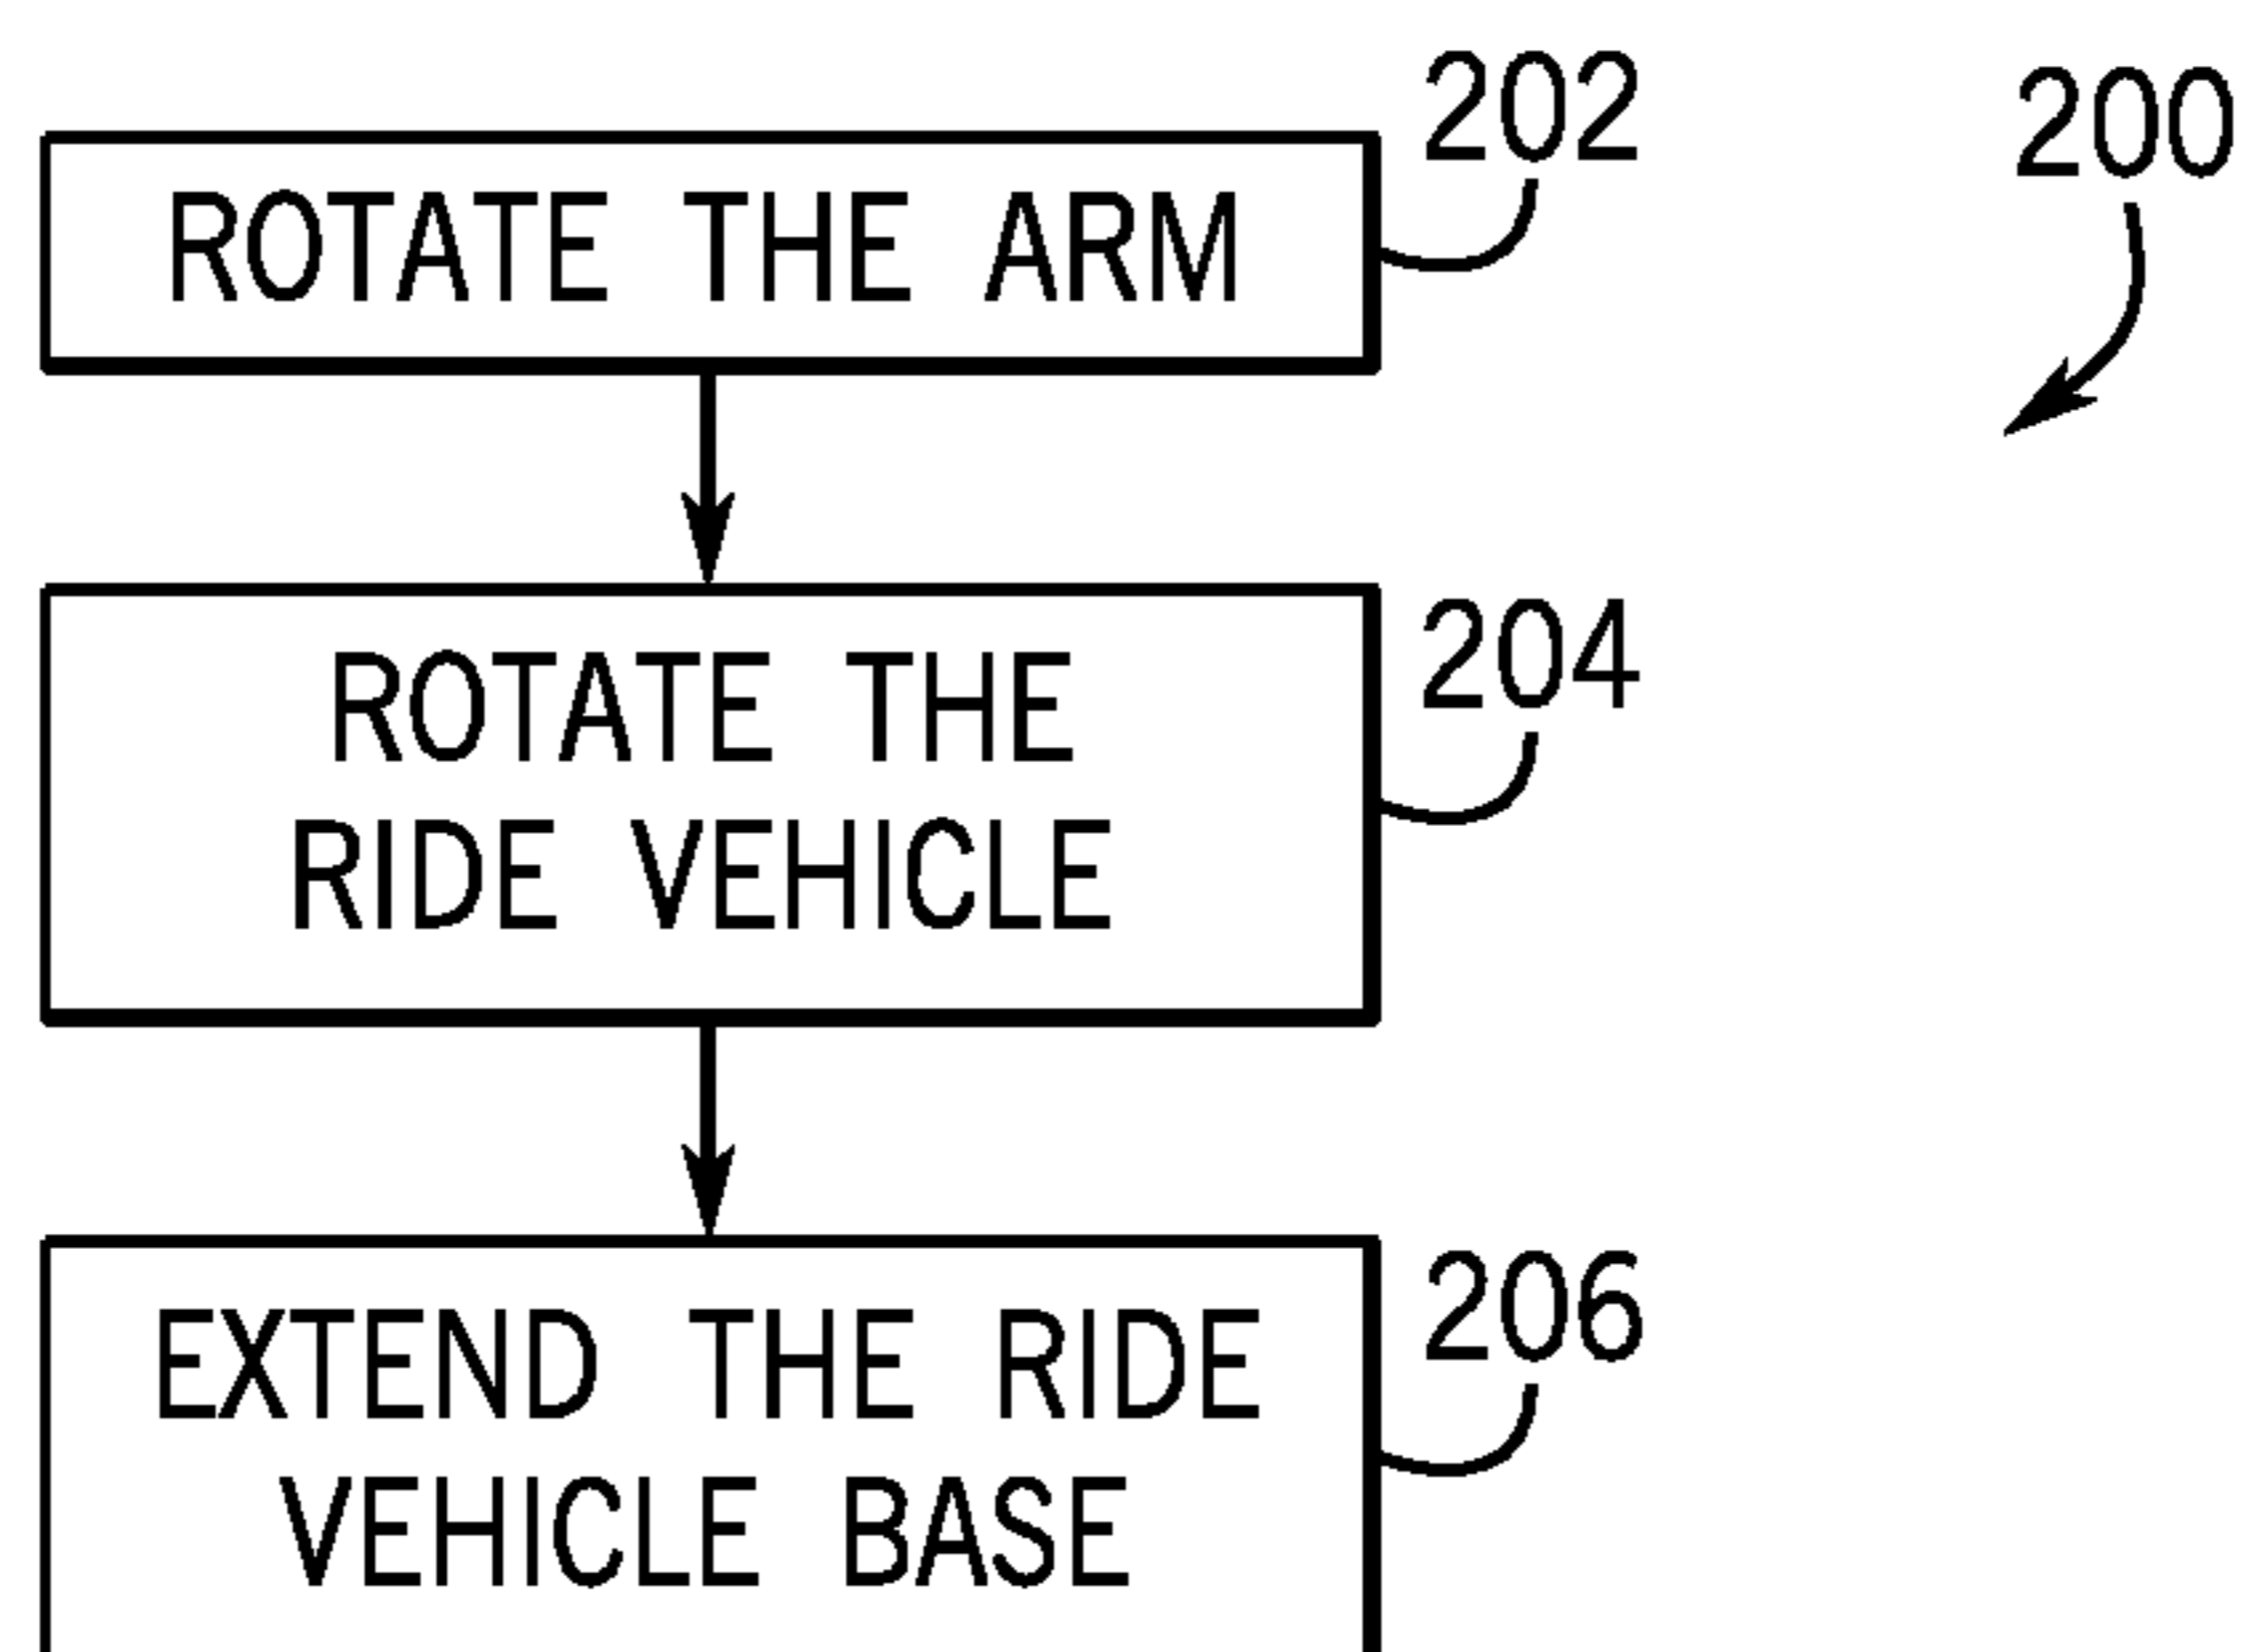 202
200
ROTATE THE ARM
204
ROTATE THE
RIDE VEHICLE
206
EXTEND THE RIDE
VEHICLE BASE